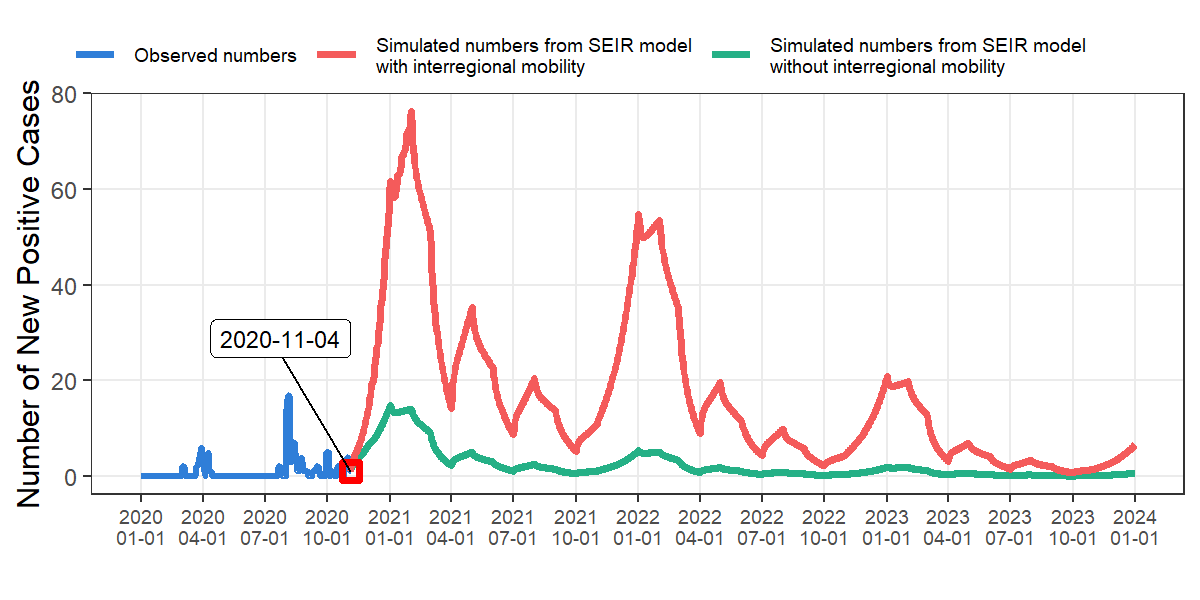 Observed numbers
Simulated numbers from SEIR model
with interregional mobility
Simulated numbers from SEIR model
without interregional mobility
Number of New Positive Cases
80
60
40
20
0
2020-11-04
2020 2020 2020 2020 2021 2021 2021 2021 2022 2022 2022 2022 2023 2023 2023 2023 2024
01-01 04-01 07-01 10-01 01-01 04-01 07-01 10-01 01-01 04-01 07-01 10-01 01-01 04-01 07-01 10-01 01-01